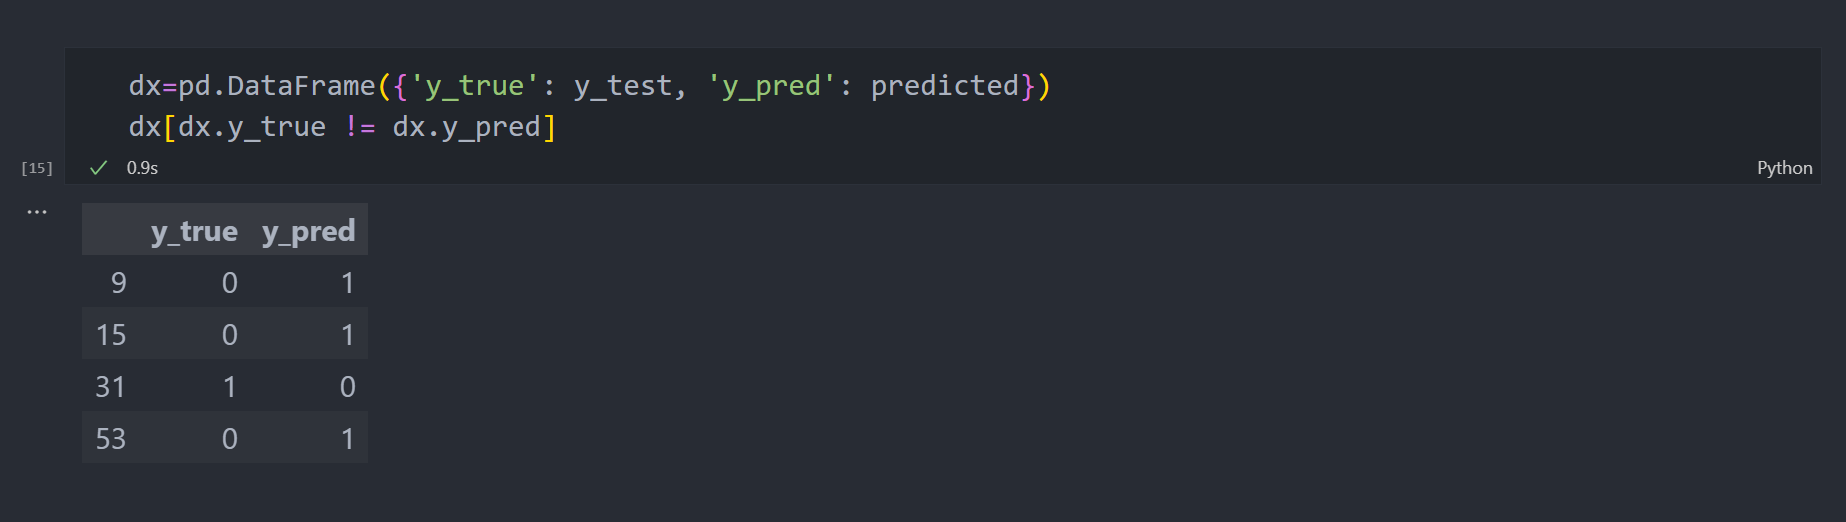 dx=pd.DataFrame({'y_true': y_test, 'y_pred': predicted})
dx[dx.y_true != dx.y_pred]
[15] ✓ 0.9s Python
...
y_true y_pred
9 0 1
15 0 1
31 1 0
53 0 1